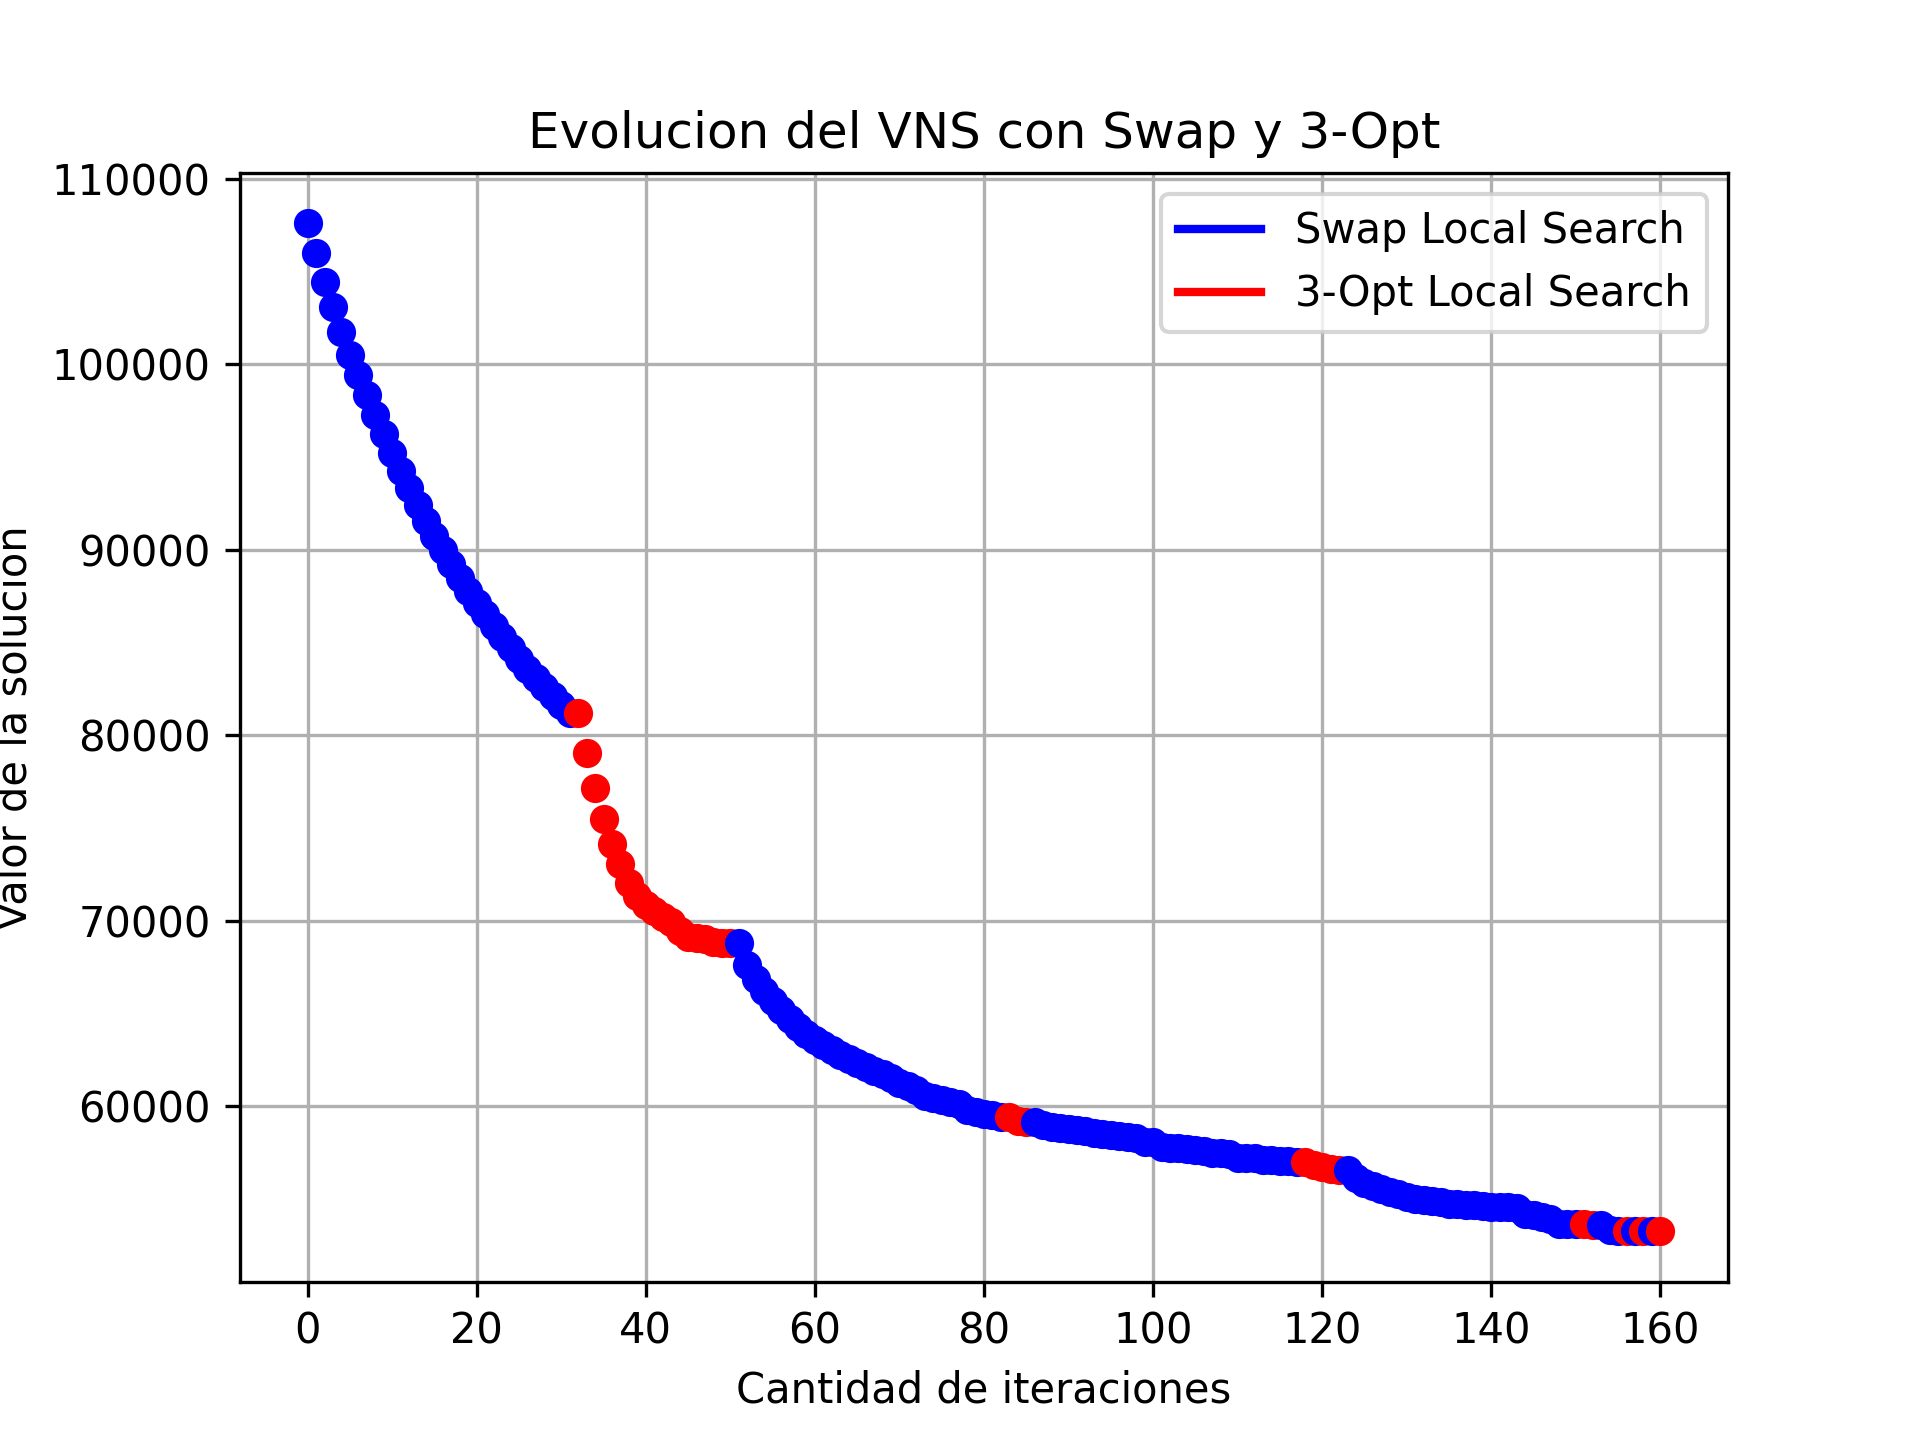 Evolucion del VNS con Swap y 3-Opt
110000
100000
90000
80000
70000
60000
Valor de la solucion
Swap Local Search
3-Opt Local Search
0 20 40 60 80 100 120 140 160
Cantidad de iteraciones